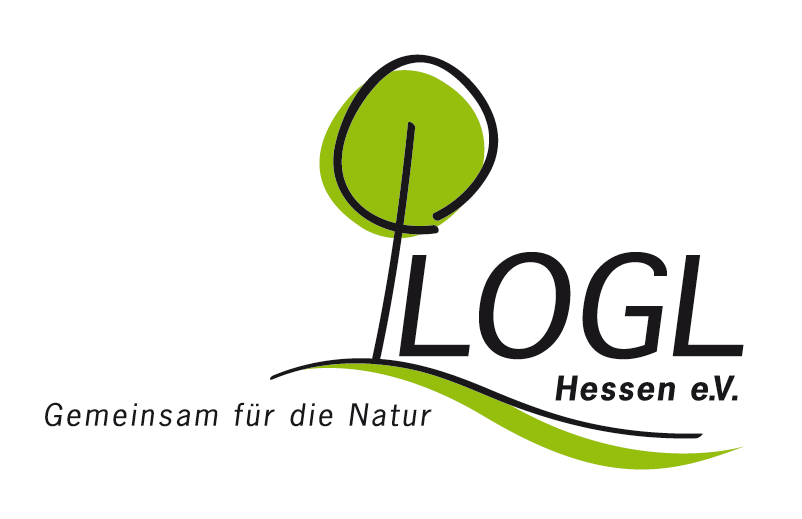 LOGL
Hessen e.V.
Gemeinsam für die Natur